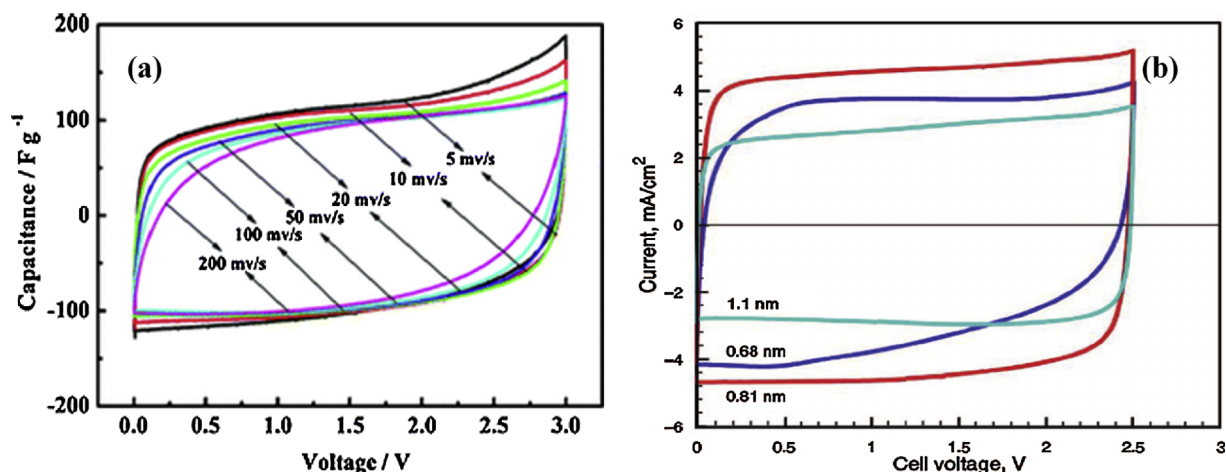 (a)
Capacitance / F g⁻¹
200
100
0
-100
-200
5 mv/s
10 mv/s
20 mv/s
50 mv/s
100 mv/s
200 mv/s
0.0 0.5 1.0 1.5 2.0 2.5 3.0
Voltage / V
(b)
Current, mA/cm²
6
4
2
0
−2
−4
−6
1.1 nm
0.68 nm
0.81 nm
0 0.5 1 1.5 2 2.5 3
Cell voltage, V